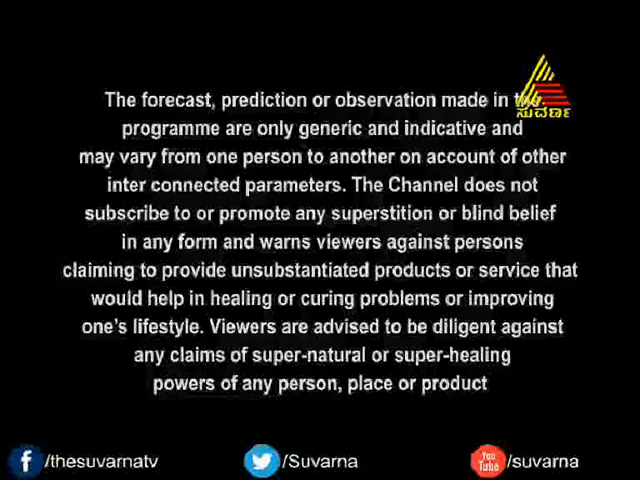 The forecast, prediction or observation made in the
programme are only generic and indicative and
may vary from one person to another on account of other
inter connected parameters. The Channel does not
subscribe to or promote any superstition or blind belief
in any form and warns viewers against persons
claiming to provide unsubstantiated products or service that
would help in healing or curing problems or improving
one's lifestyle. Viewers are advised to be diligent against
any claims of super-natural or super-healing
powers of any person, place or product
ಸುವರ್ಣ
f /thesuvarnatv
/Suvarna
You Tube /suvarna